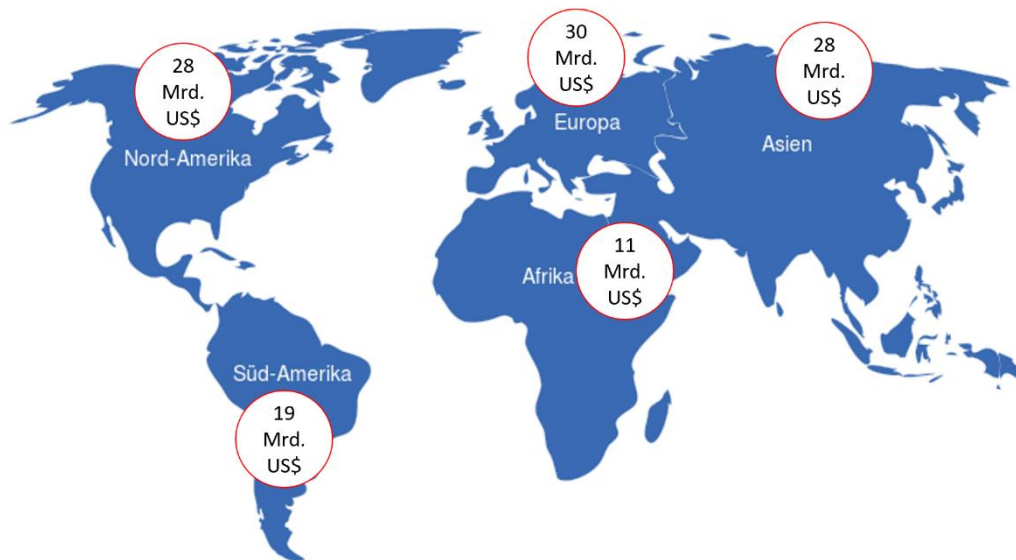 28
Mrd.
US$
Nord-Amerika
30
Mrd.
US$
Europa
28
Mrd.
US$
Asien
11
Mrd.
US$
Afrika
Süd-Amerika
19
Mrd.
US$